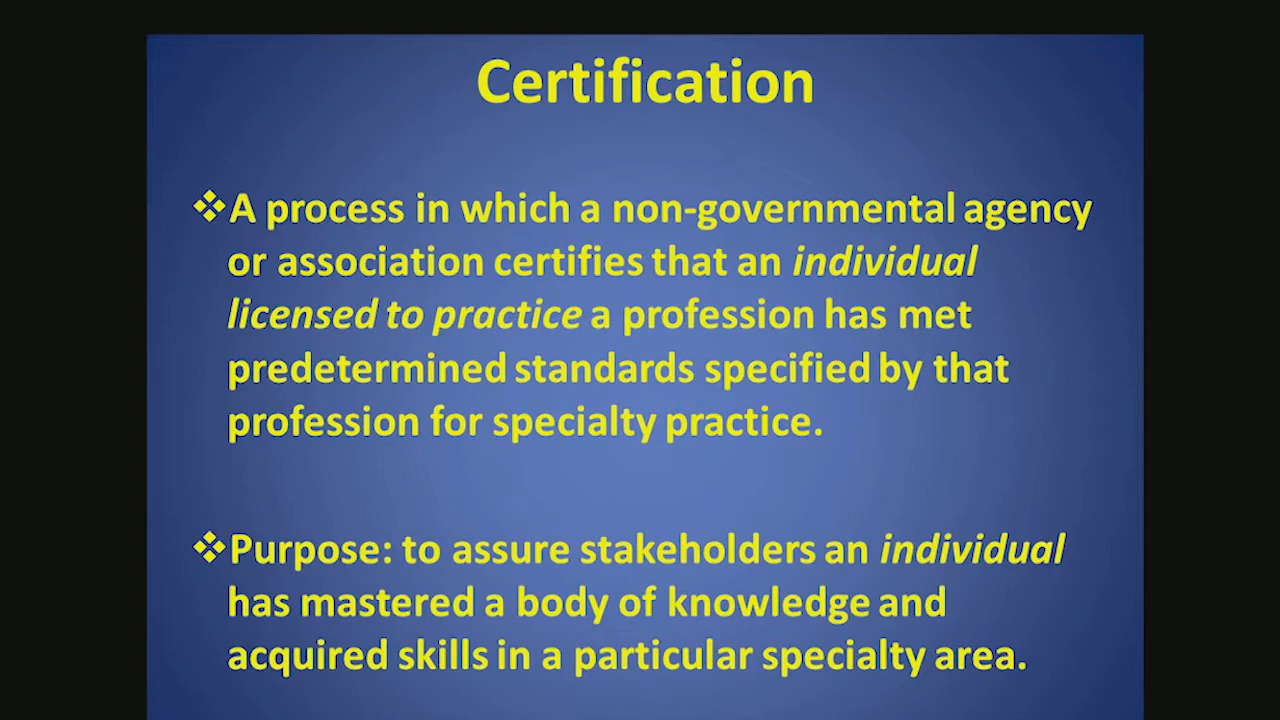 Certification
❖A process in which a non-governmental agency
or association certifies that an individual
licensed to practice a profession has met
predetermined standards specified by that
profession for specialty practice.
❖Purpose: to assure stakeholders an individual
has mastered a body of knowledge and
acquired skills in a particular specialty area.